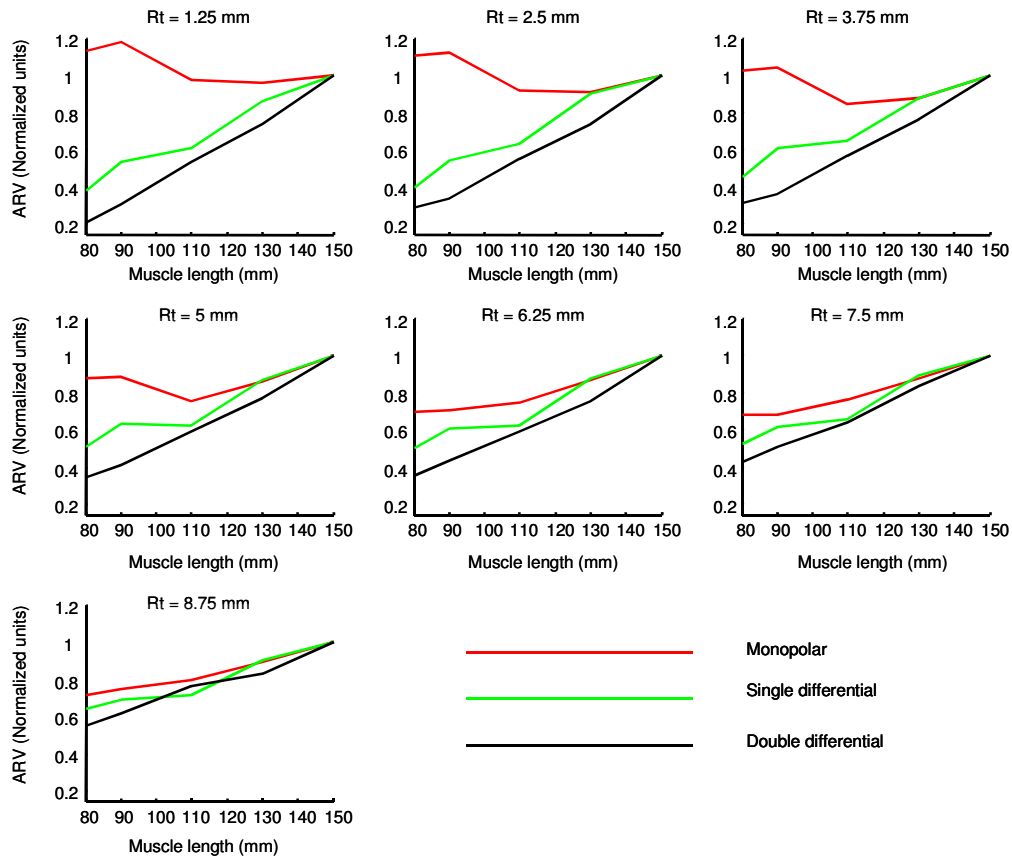 Rt = 1.25 mm
Rt = 2.5 mm
Rt = 3.75 mm
ARV (Normalized units)
1.2
1
0.8
0.6
0.4
0.2
80 90 100 110 120 130 140 150
Muscle length (mm)
1.2
1
0.8
0.6
0.4
0.2
80 90 100 110 120 130 140 150
Muscle length (mm)
1.2
1
0.8
0.6
0.4
0.2
80 90 100 110 120 130 140 150
Muscle length (mm)
Rt = 5 mm
Rt = 6.25 mm
Rt = 7.5 mm
ARV (Normalized units)
1.2
1
0.8
0.6
0.4
0.2
80 90 100 110 120 130 140 150
Muscle length (mm)
1.2
1
0.8
0.6
0.4
0.2
80 90 100 110 120 130 140 150
Muscle length (mm)
1.2
1
0.8
0.6
0.4
0.2
80 90 100 110 120 130 140 150
Muscle length (mm)
Rt = 8.75 mm
ARV (Normalized units)
1.2
1
0.8
0.6
0.4
0.2
80 90 100 110 120 130 140 150
Muscle length (mm)
Monopolar
Single differential
Double differential